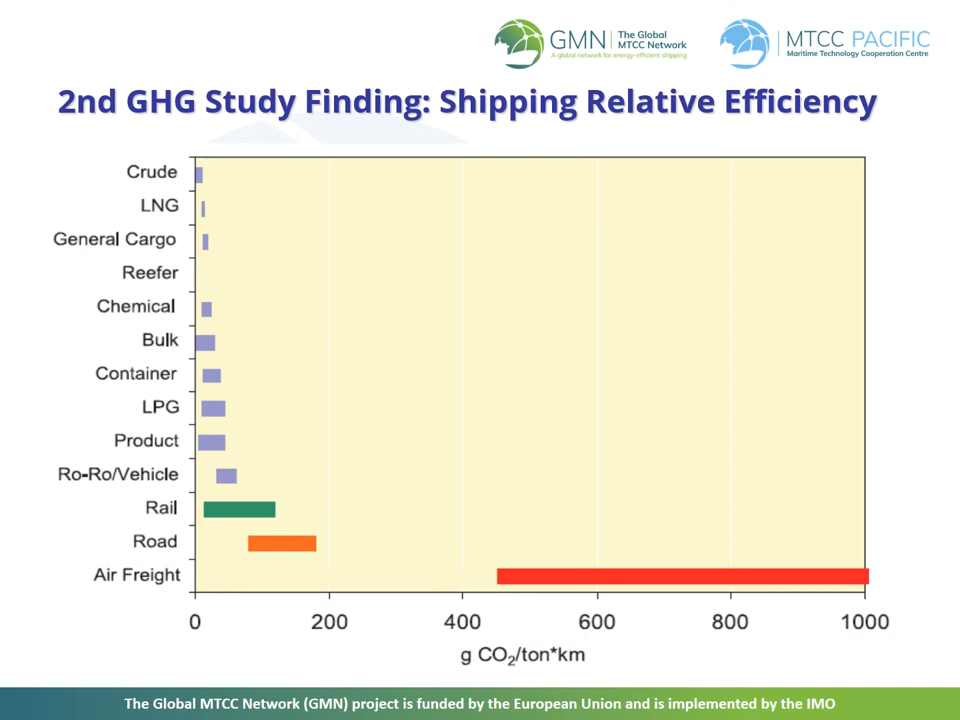 GMN
The Global
MTCC Network
A global network for energy-efficient shipping
MTCC PACIFIC
Maritime Technology Cooperation Centre
2nd GHG Study Finding: Shipping Relative Efficiency
Crude
LNG
General Cargo
Reefer
Chemical
Bulk
Container
LPG
Product
Ro-Ro/Vehicle
Rail
Road
Air Freight
0 200 400 600 800 1000
g CO₂/ton*km
The Global MTCC Network (GMN) project is funded by the European Union and is implemented by the IMO